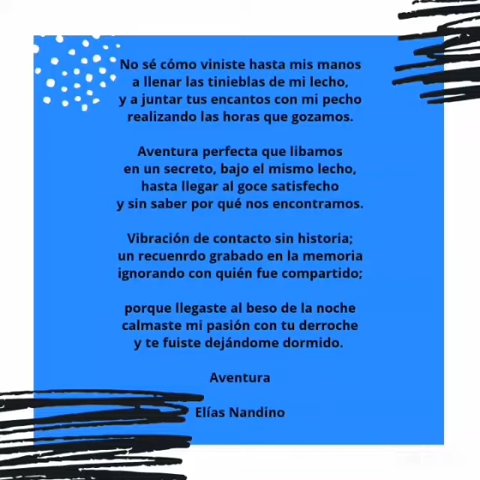 No sé cómo viniste hasta mis manos
a llenar las tinieblas de mi lecho,
y a juntar tus encantos con mi pecho
realizando las horas que gozamos.
Aventura perfecta que libamos
en un secreto, bajo el mismo lecho,
hasta llegar al goce satisfecho
y sin saber por qué nos encontramos.
Vibración de contacto sin historia;
un recuenrdo grabado en la memoria
ignorando con quién fue compartido;
porque llegaste al beso de la noche
calmaste mi pasión con tu derroche
y te fuiste dejándome dormido.
Aventura
Elías Nandino